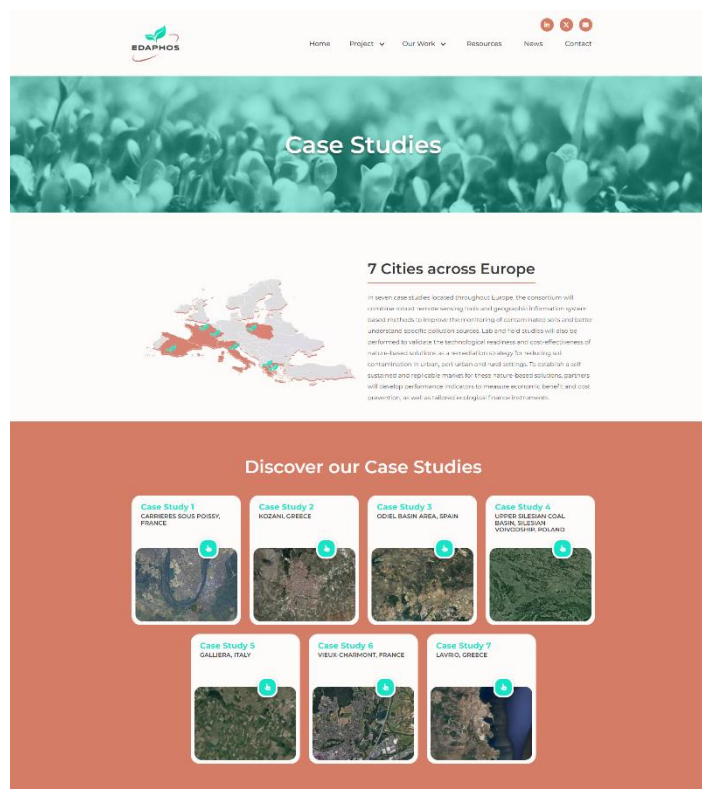 EDAPHOS
in X
Home Project Our Work Resources News Contact
Case Studies
7 Cities across Europe
In seven case studies located throughout Europe, the consortium will
combine robust remote sensing tools and geographic information system
based methods to improve the monitoring of contaminated soils and better
understand specific pollution sources. Lab and field studies will also be
performed to validate the technological readiness and cost-effectiveness of
nature-based solutions as a remediation strategy for reducing soil
contamination in urban, peri urban and rural settings. To establish a self
sustained and replicable market for these nature-based solutions, partners
will develop performance indicators to measure economic benefit and cost
prevention, as well as tailored ecological finance instruments.
Discover our Case Studies
Case Study 1
CARRIERES SOUS POISSY,
FRANCE
Case Study 2
KOZANI, GREECE
Case Study 3
ODIEL BASIN AREA, SPAIN
Case Study 4
UPPER SILESIAN COAL
BASIN, SILESIAN
VOIVODSHIP, POLAND
Case Study 5
GALLIERA, ITALY
Case Study 6
VIEUX-CHARMONT, FRANCE
Case Study 7
LAVRIO, GREECE